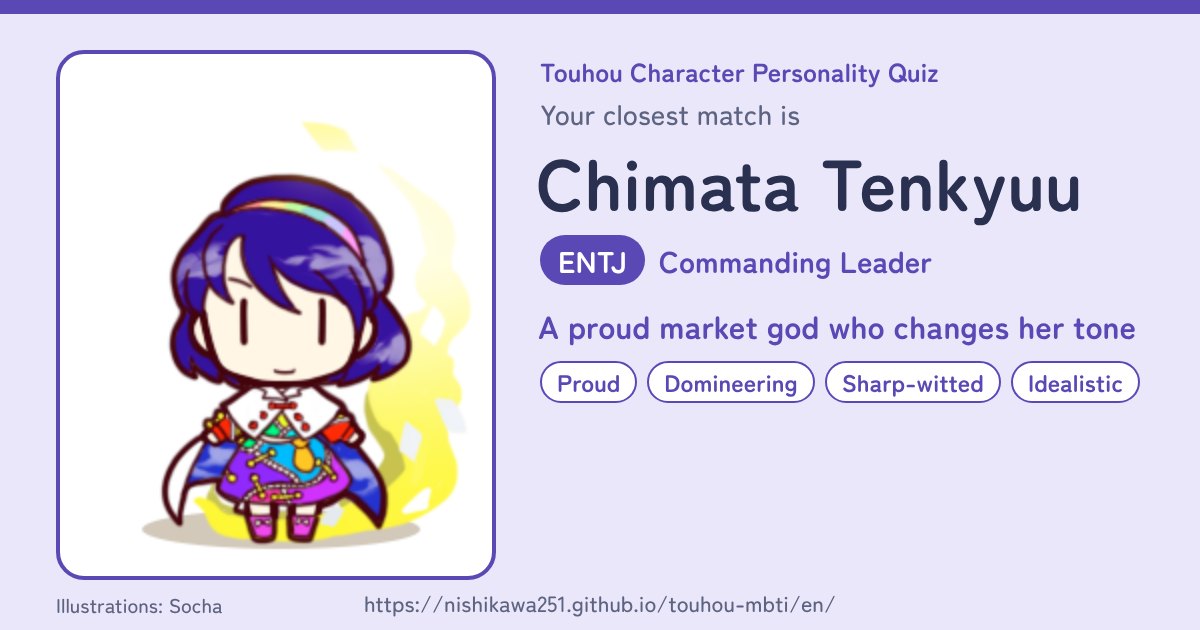 Touhou Character Personality Quiz
Your closest match is
Chimata Tenkyuu
ENTJ Commanding Leader
A proud market god who changes her tone
Proud Domineering Sharp-witted Idealistic
Illustrations: Socha https://nishikawa251.github.io/touhou-mbti/en/